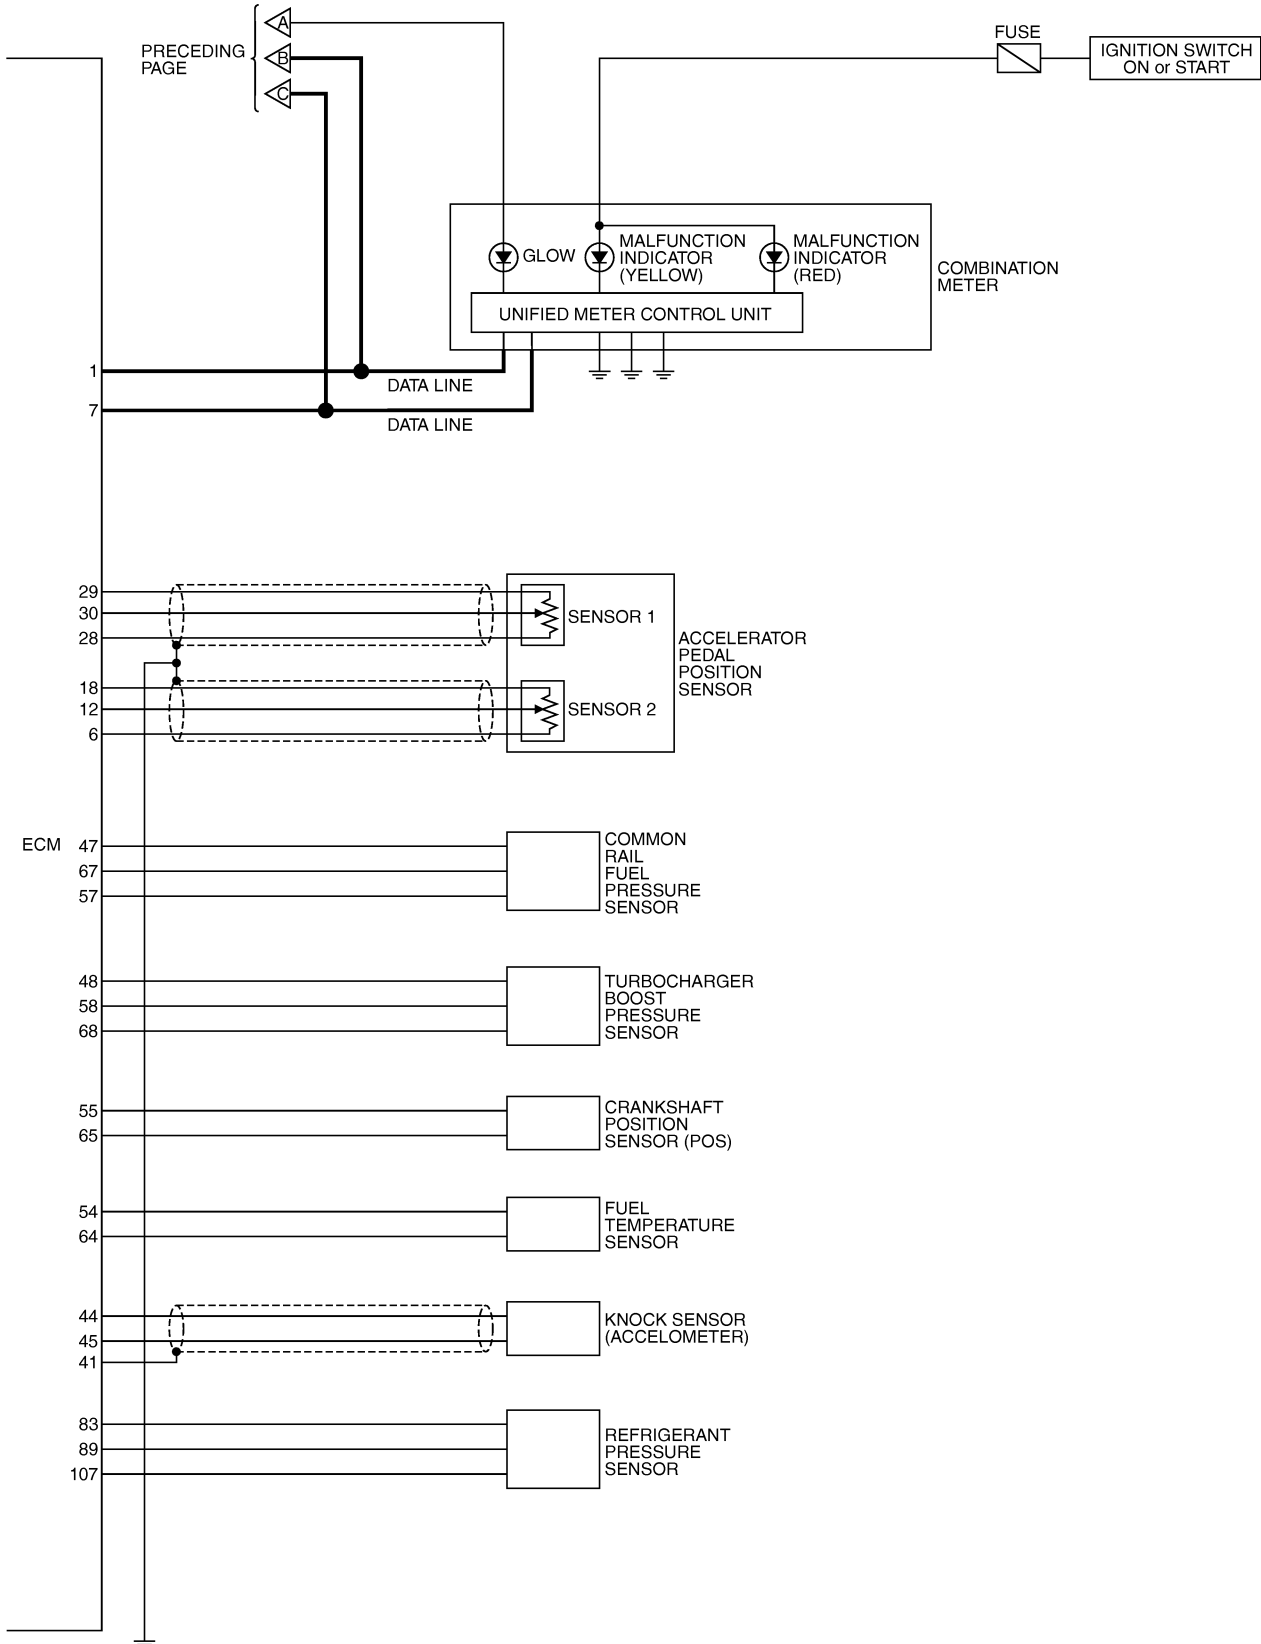 PRECEDING
PAGE
A
B
C
FUSE
IGNITION SWITCH
ON or START
GLOW
MALFUNCTION
INDICATOR
(YELLOW)
MALFUNCTION
INDICATOR
(RED)
COMBINATION
METER
UNIFIED METER CONTROL UNIT
1
DATA LINE
7
DATA LINE
29
30
28
SENSOR 1
18
12
6
SENSOR 2
ACCELERATOR
PEDAL
POSITION
SENSOR
ECM
47
67
57
COMMON
RAIL
FUEL
PRESSURE
SENSOR
48
58
68
TURBOCHARGER
BOOST
PRESSURE
SENSOR
55
65
CRANKSHAFT
POSITION
SENSOR (POS)
54
64
FUEL
TEMPERATURE
SENSOR
44
45
41
KNOCK SENSOR
(ACCELOMETER)
83
89
107
REFRIGERANT
PRESSURE
SENSOR